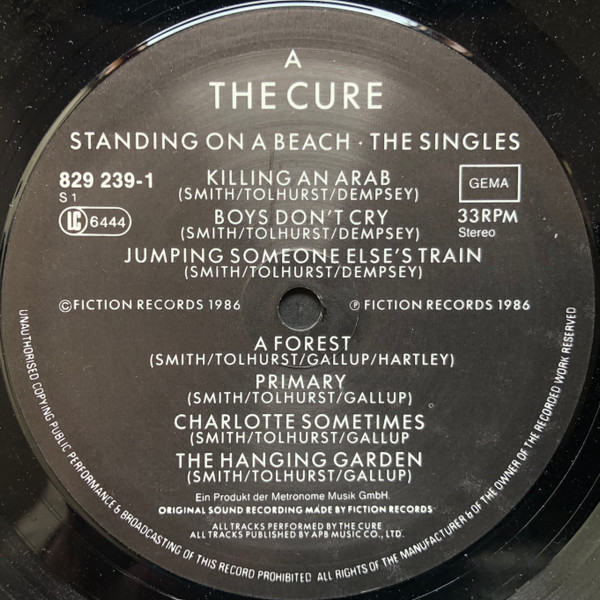 A
THE CURE
STANDING ON A BEACH · THE SINGLES
829 239-1
S 1
LC 6444
KILLING AN ARAB
(SMITH/TOLHURST/DEMPSEY)
BOYS DON'T CRY
(SMITH/TOLHURST/DEMPSEY)
JUMPING SOMEONE ELSE'S TRAIN
(SMITH/TOLHURST/DEMPSEY)
GEMA
33RPM
Stereo
©FICTION RECORDS 1986
℗ FICTION RECORDS 1986
A FOREST
(SMITH/TOLHURST/GALLUP/HARTLEY)
PRIMARY
(SMITH/TOLHURST/GALLUP)
CHARLOTTE SOMETIMES
(SMITH/TOLHURST/GALLUP
THE HANGING GARDEN
(SMITH/TOLHURST/GALLUP)
Ein Produkt der Metronome Musik GmbH.
ORIGINAL SOUND RECORDING MADE BY FICTION RECORDS
ALL TRACKS PERFORMED BY THE CURE
ALL TRACKS PUBLISHED BY APB MUSIC CO., LTD.
UNAUTHORISED COPYING PUBLIC PERFORMANCE & BROADCASTING OF THIS RECORD PROHIBITED ALL RIGHTS OF THE MANUFACTURER & OF THE OWNER OF THE RECORDED WORK RESERVED